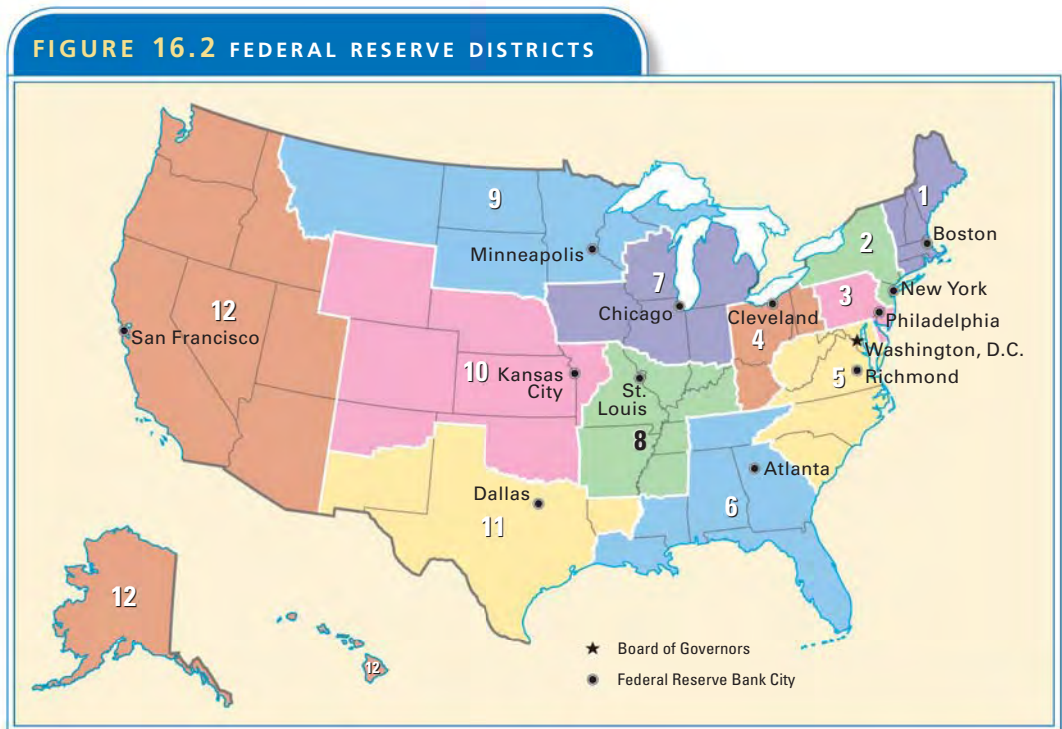 FIGURE 16.2 FEDERAL RESERVE DISTRICTS
1
9
2
Boston
Minneapolis
7
3
New York
12
San Francisco
Chicago
Cleveland
4
Philadelphia
Washington, D.C.
10
Kansas
City
5
Richmond
St.
Louis
8
Atlanta
Dallas
6
11
12
12
Board of Governors
Federal Reserve Bank City